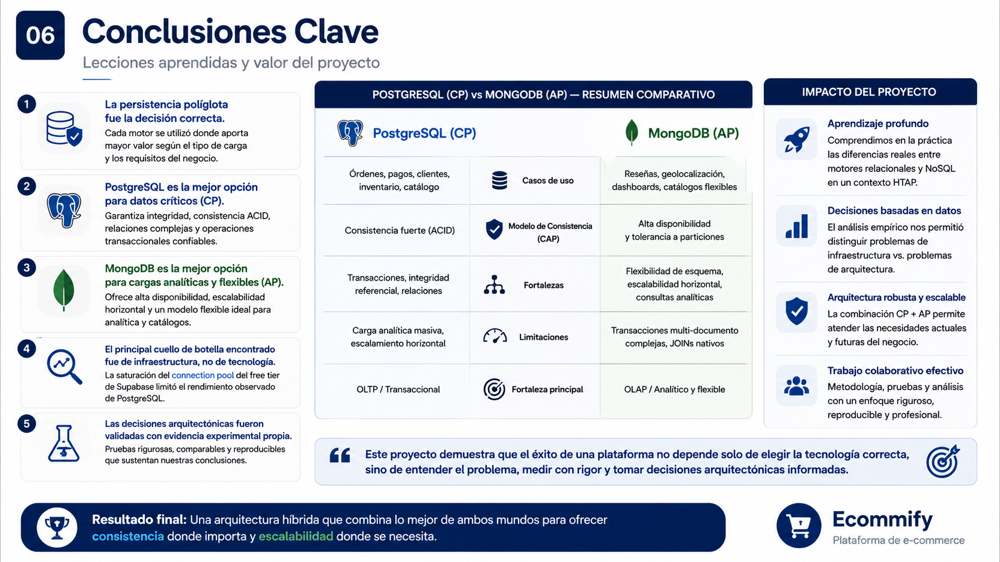 06
Conclusiones Clave
Lecciones aprendidas y valor del proyecto
1
La persistencia políglota
fue la decisión correcta.
Cada motor se utilizó donde aporta
mayor valor según el tipo de carga
y los requisitos del negocio.
2
PostgreSQL es la mejor opción
para datos críticos (CP).
Garantiza integridad, consistencia ACID,
relaciones complejas y operaciones
transaccionales confiables.
3
MongoDB es la mejor opción
para cargas analíticas y flexibles (AP).
Ofrece alta disponibilidad, escalabilidad
horizontal y un modelo flexible ideal para
analítica y catálogos.
4
El principal cuello de botella encontrado
fue de infraestructura, no de tecnología.
La saturación del connection pool del free tier
de Supabase limitó el rendimiento observado
de PostgreSQL.
5
Las decisiones arquitectónicas fueron
validadas con evidencia experimental propia.
Pruebas rigurosas, comparables y reproducibles
que sustentan nuestras conclusiones.
POSTGRESQL (CP) vs MONGODB (AP) — RESUMEN COMPARATIVO
PostgreSQL (CP)
MongoDB (AP)
Órdenes, pagos, clientes,
inventario, catálogo
Casos de uso
Reseñas, geolocalización,
dashboards, catálogos flexibles
Consistencia fuerte (ACID)
Modelo de Consistencia
(CAP)
Alta disponibilidad
y tolerancia a particiones
Transacciones, integridad
referencial, relaciones
Fortalezas
Flexibilidad de esquema,
escalabilidad horizontal,
consultas analíticas
Carga analítica masiva,
escalamiento horizontal
Limitaciones
Transacciones multi-documento
complejas, JOINs nativos
OLTP / Transaccional
Fortaleza principal
OLAP / Analítico y flexible
IMPACTO DEL PROYECTO
Aprendizaje profundo
Comprendimos en la práctica
las diferencias reales entre
motores relacionales y NoSQL
en un contexto HTAP.
Decisiones basadas en datos
El análisis empírico nos permitió
distinguir problemas de
infraestructura vs. problemas
de arquitectura.
Arquitectura robusta y escalable
La combinación CP + AP permite
atender las necesidades actuales
y futuras del negocio.
Trabajo colaborativo efectivo
Metodología, pruebas y análisis
con un enfoque riguroso,
reproducible y profesional.
“
Este proyecto demuestra que el éxito de una plataforma no depende solo de elegir la tecnología correcta,
sino de entender el problema, medir con rigor y tomar decisiones arquitectónicas informadas.
Resultado final: Una arquitectura híbrida que combina lo mejor de ambos mundos para ofrecer
consistencia donde importa y escalabilidad donde se necesita.
Ecommify
Plataforma de e-commerce